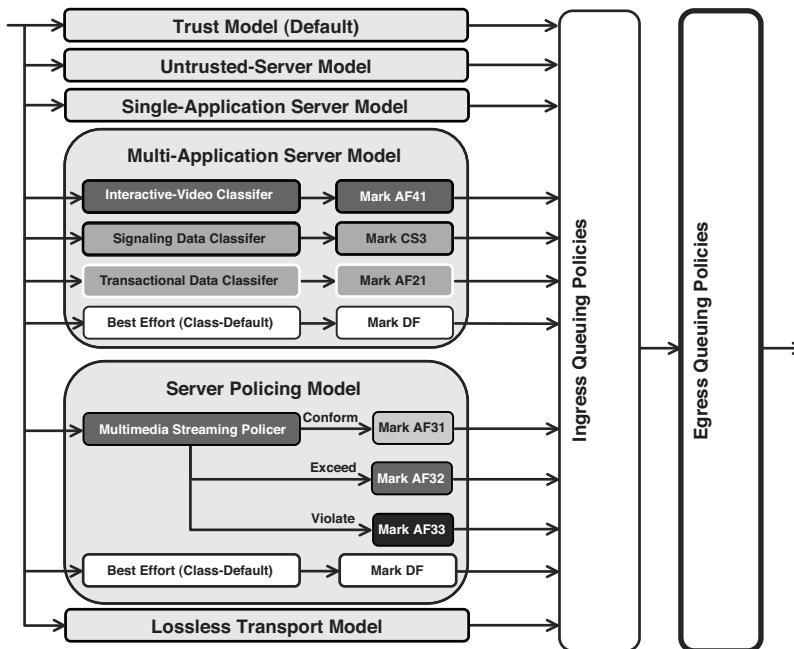 Trust Model (Default)
Untrusted-Server Model
Single-Application Server Model
Multi-Application Server Model
Interactive-Video Classifer
Mark AF41
Signaling Data Classifer
Mark CS3
Transactional Data Classifer
Mark AF21
Best Effort (Class-Default)
Mark DF
Server Policing Model
Multimedia Streaming Policer
Conform
Mark AF31
Exceed
Mark AF32
Violate
Mark AF33
Best Effort (Class-Default)
Mark DF
Lossless Transport Model
Ingress Queuing Policies
Egress Queuing Policies